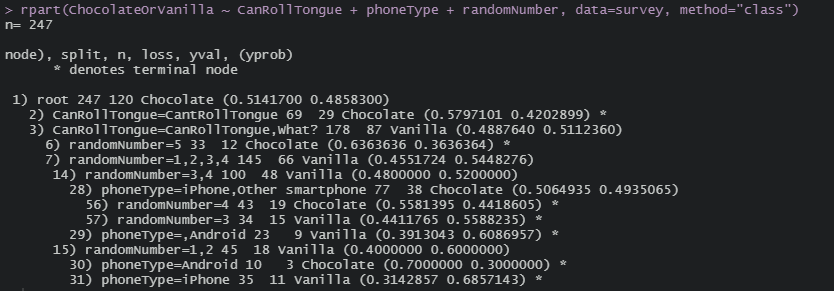 > rpart(ChocolateOrVanilla ~ CanRollTongue + phoneType + randomNumber, data=survey, method="class")
n= 247

node), split, n, loss, yval, (yprob)
      * denotes terminal node

 1) root 247 120 Chocolate (0.5141700 0.4858300)
   2) CanRollTongue=CantRollTongue 69  29 Chocolate (0.5797101 0.4202899) *
   3) CanRollTongue=CanRollTongue,What? 178  87 Vanilla (0.4887640 0.5112360)
     6) randomNumber=5 33  12 Chocolate (0.6363636 0.3636364) *
     7) randomNumber=1,2,3,4 145  66 Vanilla (0.4551724 0.5448276)
      14) randomNumber=3,4 100  48 Vanilla (0.4800000 0.5200000)
        28) phoneType=iPhone,Other smartphone 77  38 Chocolate (0.5064935 0.4935065)
          56) randomNumber=4 43  19 Chocolate (0.5581395 0.4418605) *
          57) randomNumber=3 34  15 Vanilla (0.4411765 0.5588235) *
        29) phoneType=,Android 23   9 Vanilla (0.3913043 0.6086957) *
      15) randomNumber=1,2 45  18 Vanilla (0.4000000 0.6000000)
        30) phoneType=Android 10   3 Chocolate (0.7000000 0.3000000) *
        31) phoneType=iPhone 35  11 Vanilla (0.3142857 0.6857143) *